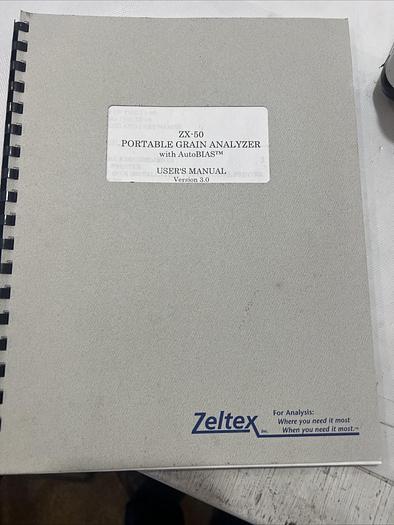 ZX-50
PORTABLE GRAIN ANALYZER
with AutoBIAS™
USER'S MANUAL
Version 3.0
Zeltex Inc.
For Analysis:
Where you need it most
When you need it most.™